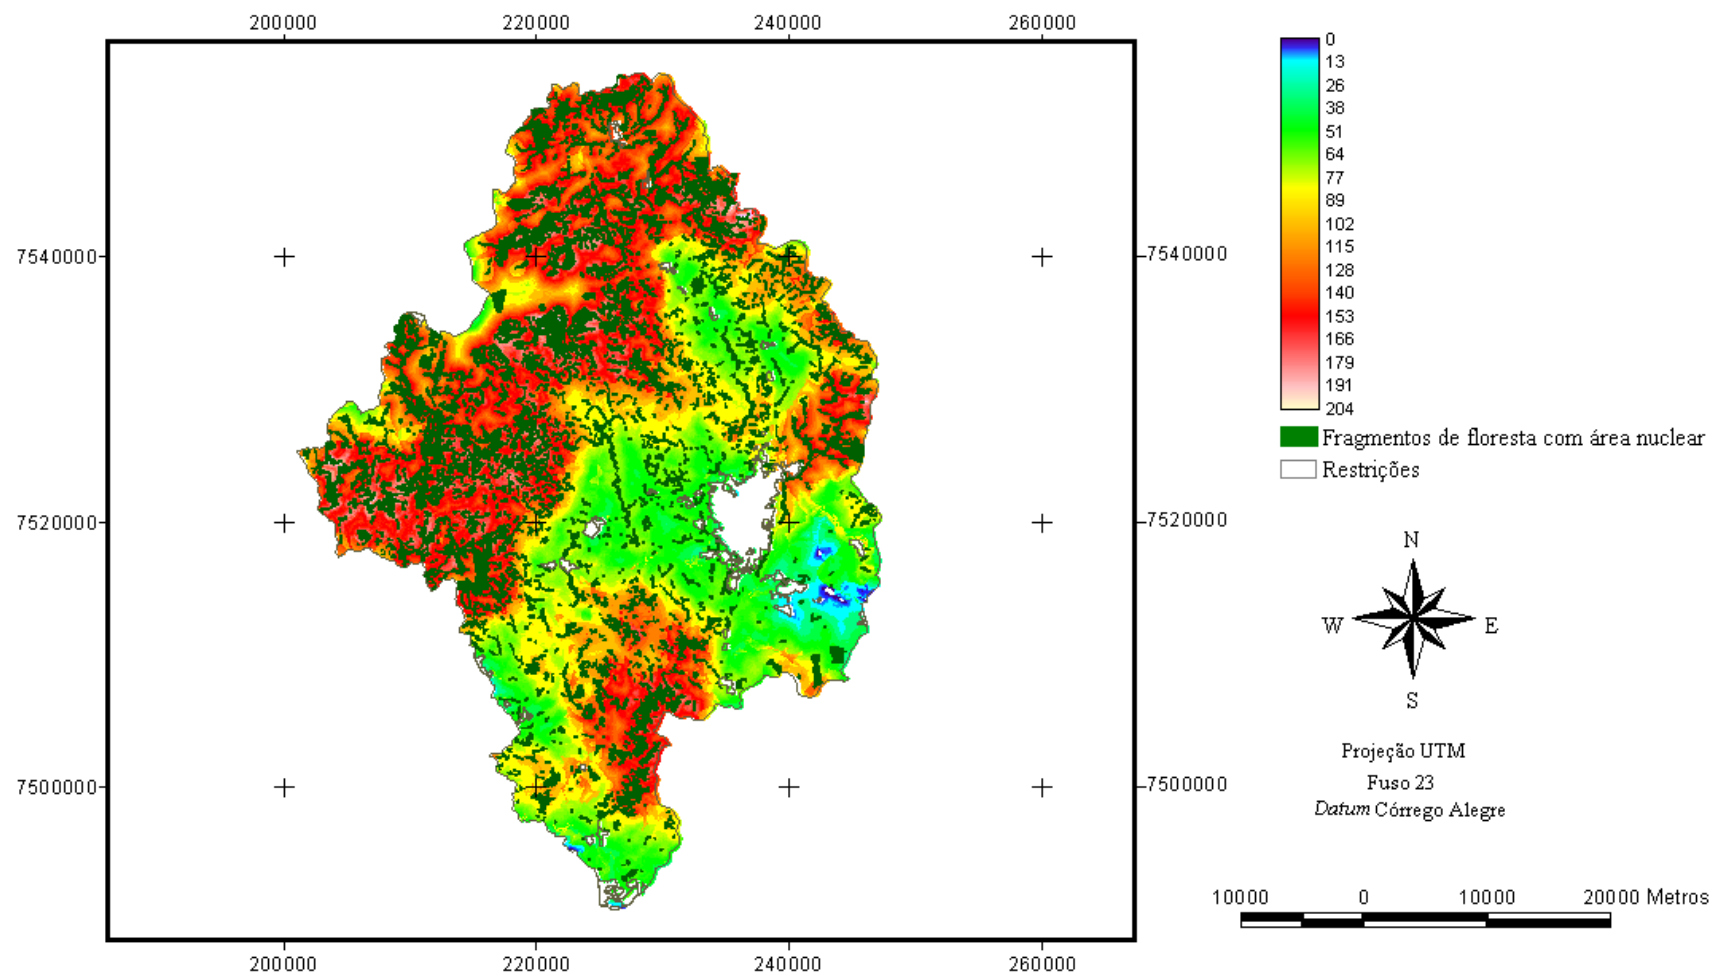 200000 220000 240000 260000
7540000 7540000
7520000 7520000
7500000 7500000
200000 220000 240000 260000
0
13
26
38
51
64
77
89
102
115
128
140
153
166
179
191
204
Fragmentos de floresta com área nuclear
Restrições
N
W E
S
Projeção UTM
Fuso 23
Datum Córrego Alegre
10000 0 10000 20000 Metros